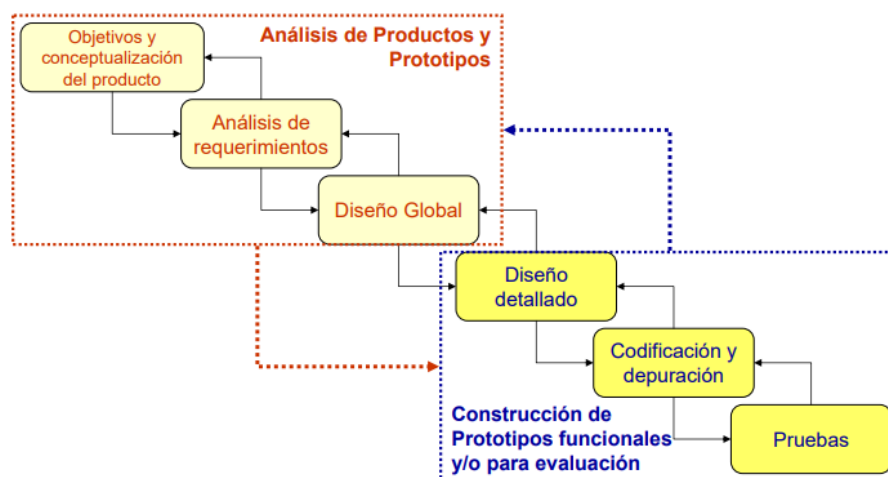 Objetivos y
conceptualización
del producto
Análisis de Productos y
Prototipos
Análisis de
requerimientos
Diseño Global
Diseño
detallado
Codificación y
depuración
Construcción de
Prototipos funcionales
y/o para evaluación
Pruebas